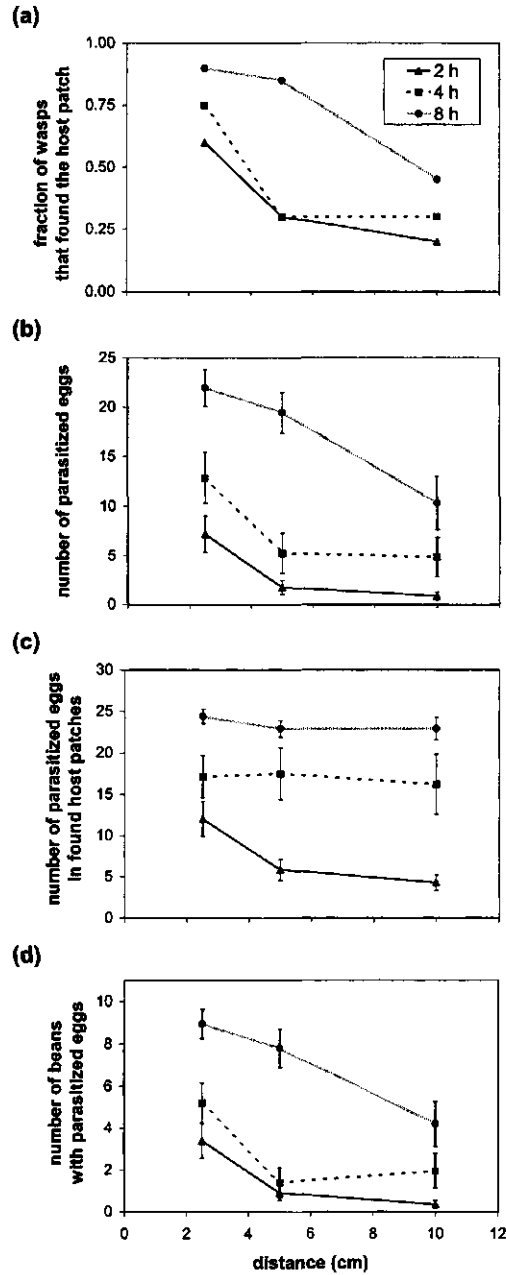 (a)
fraction of wasps
that found the host patch
1.00
0.75
0.50
0.25
0.00
2 h
4 h
8 h
(b)
number of parasitized eggs
25
20
15
10
5
0
(c)
number of parasitized eggs
in found host patches
30
25
20
15
10
5
0
(d)
number of beans
with parasitized eggs
10
8
6
4
2
0
0 2 4 6 8 10 12
distance (cm)